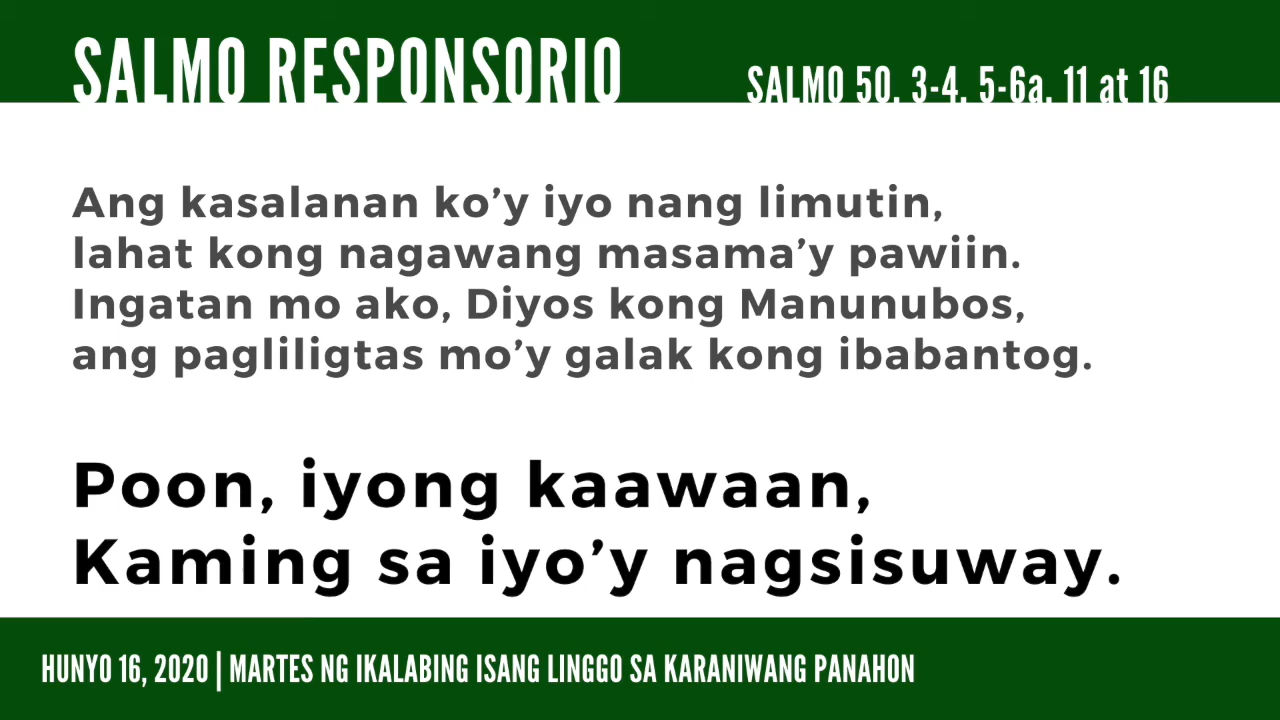 SALMO RESPONSORIO
SALMO 50. 3-4. 5-6a. 11 at 16
Ang kasalanan ko’y iyo nang limutin,
lahat kong nagawang masama’y pawiin.
Ingatan mo ako, Diyos kong Manunubos,
ang pagliligtas mo’y galak kong ibabantog.
Poon, iyong kaawaan,
Kaming sa iyo’y nagsisuway.
HUNYO 16, 2020 | MARTES NG IKALABING ISANG LINGGO SA KARANIWANG PANAHON